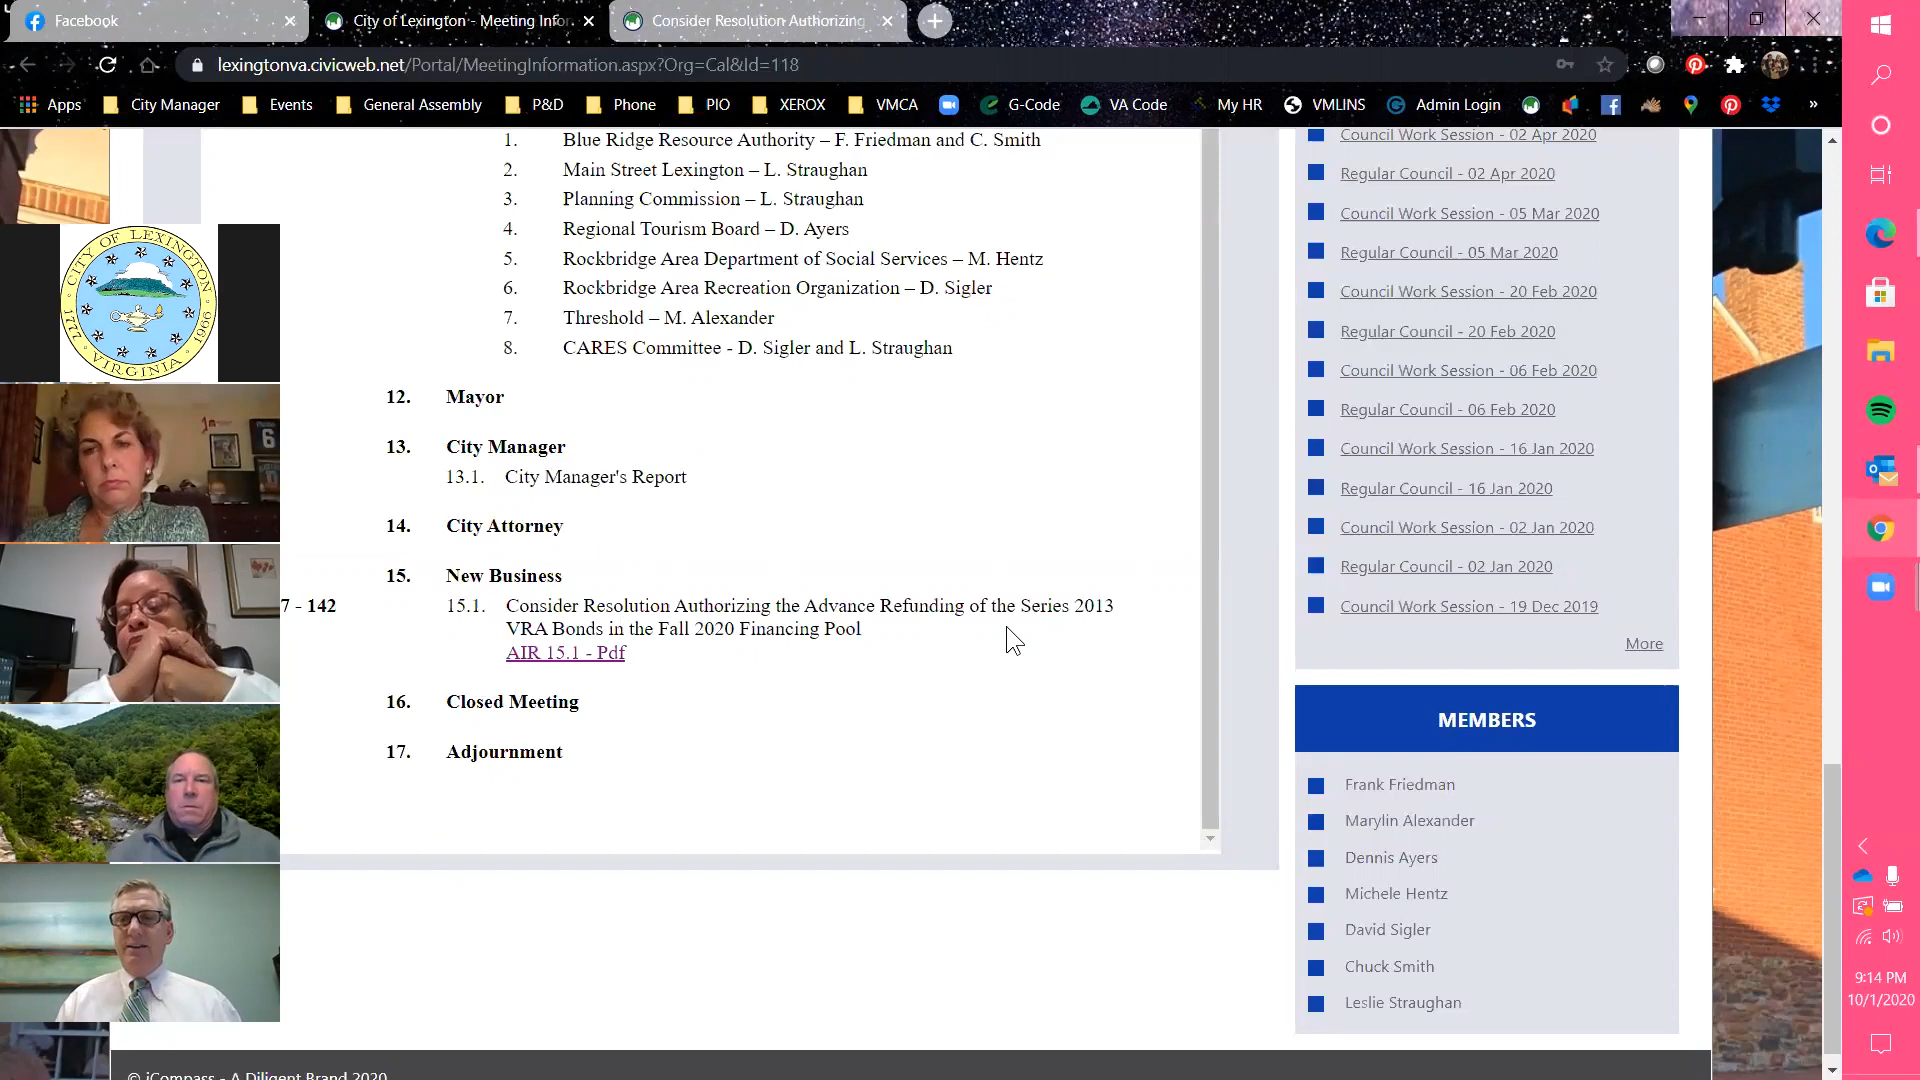 Facebook
City of Lexington - Meeting Infor
Consider Resolution Authorizing
lexingtonva.civicweb.net/Portal/MeetingInformation.aspx?Org=Cal&Id=118
Apps
City Manager
Events
General Assembly
P&D
Phone
PIO
XEROX
VMCA
G-Code
VA Code
My HR
VMLINS
Admin Login
»
1. Blue Ridge Resource Authority – F. Friedman and C. Smith
2. Main Street Lexington – L. Straughan
3. Planning Commission – L. Straughan
4. Regional Tourism Board – D. Ayers
5. Rockbridge Area Department of Social Services – M. Hentz
6. Rockbridge Area Recreation Organization – D. Sigler
7. Threshold – M. Alexander
8. CARES Committee - D. Sigler and L. Straughan
12. Mayor
13. City Manager
13.1. City Manager's Report
14. City Attorney
15. New Business
7 - 142 15.1. Consider Resolution Authorizing the Advance Refunding of the Series 2013
VRA Bonds in the Fall 2020 Financing Pool
AIR 15.1 - Pdf
16. Closed Meeting
17. Adjournment
CITY OF LEXINGTON
1777 VIRGINIA 1966
6
Council Work Session - 02 Apr 2020
Regular Council - 02 Apr 2020
Council Work Session - 05 Mar 2020
Regular Council - 05 Mar 2020
Council Work Session - 20 Feb 2020
Regular Council - 20 Feb 2020
Council Work Session - 06 Feb 2020
Regular Council - 06 Feb 2020
Council Work Session - 16 Jan 2020
Regular Council - 16 Jan 2020
Council Work Session - 02 Jan 2020
Regular Council - 02 Jan 2020
Council Work Session - 19 Dec 2019
More
MEMBERS
Frank Friedman
Marylin Alexander
Dennis Ayers
Michele Hentz
David Sigler
Chuck Smith
Leslie Straughan
9:14 PM
10/1/2020
© iCompass - A Diligent Brand 2020